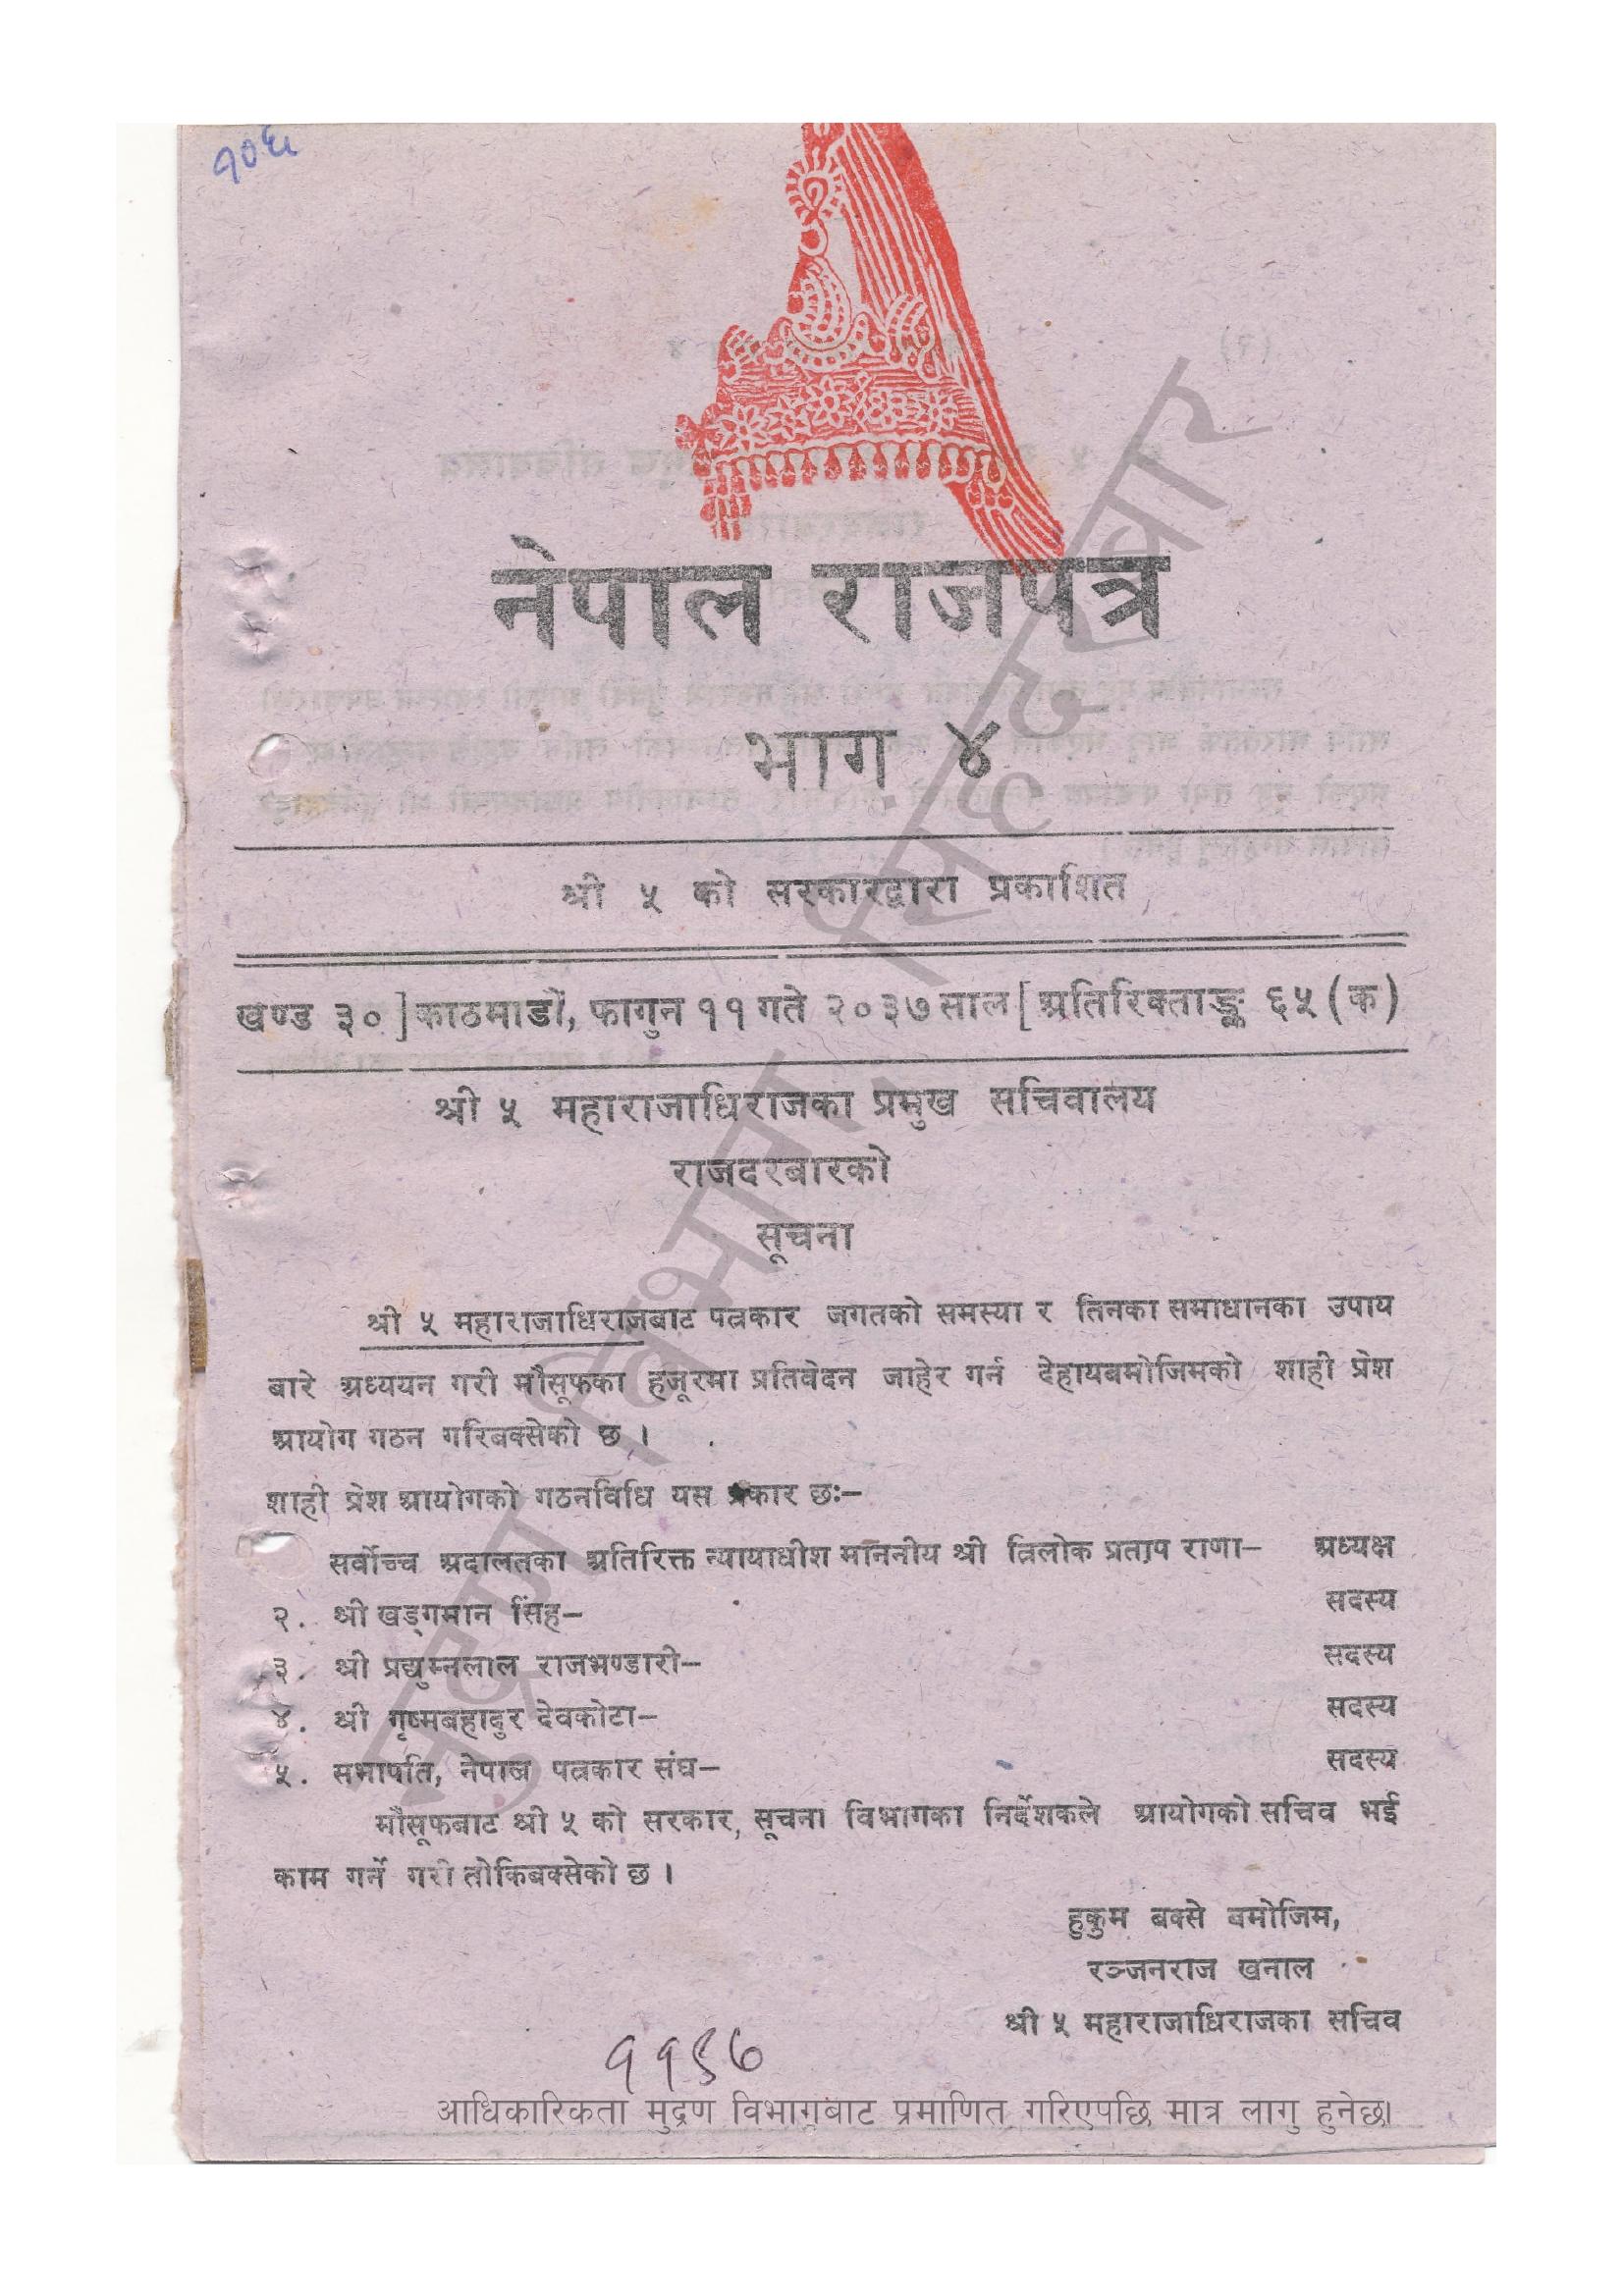 १०६
नेपाल राजपत्र
भाग ४
श्री ५ को सरकारद्वारा प्रकाशित
खण्ड ३०] काठमाडौं, फागुन ११ गते २०३७ साल [अतिरिक्ताङ्क ६५ (क)
श्री ५ महाराजाधिराजका प्रमुख सचिवालय
राजदरबारको
सूचना
श्री ५ महाराजाधिराजबाट पत्रकार जगतको समस्या र तिनका समाधानका उपाय
बारे अध्ययन गरी मौसूफका हजूरमा प्रतिवेदन जाहेर गर्न देहायबमोजिमको शाही प्रेश
आयोग गठन गरिबक्सेको छ ।
शाही प्रेश आयोगको गठनविधि यस प्रकार छः–
सर्वोच्च अदालतका अतिरिक्त न्यायाधीश माननीय श्री त्रिलोक प्रताप राणा– अध्यक्ष
२. श्री खड्गमान सिंह– सदस्य
३. श्री प्रद्युम्नलाल राजभण्डारी– सदस्य
४. श्री गृष्मबहादुर देवकोटा– सदस्य
५. सभापति, नेपाल पत्रकार संघ– सदस्य
मौसूफबाट श्री ५ को सरकार, सूचना विभागका निर्देशकले आयोगको सचिव भई
काम गर्ने गरी तोकिबक्सेको छ ।
हुकुम बक्से बमोजिम,
रञ्जनराज खनाल
श्री ५ महाराजाधिराजका सचिव
आधिकारिकता मुद्रण विभागबाट प्रमाणित गरिएपछि मात्र लागु हुनेछ।
मुद्रण विभाग, सिंहदरबार